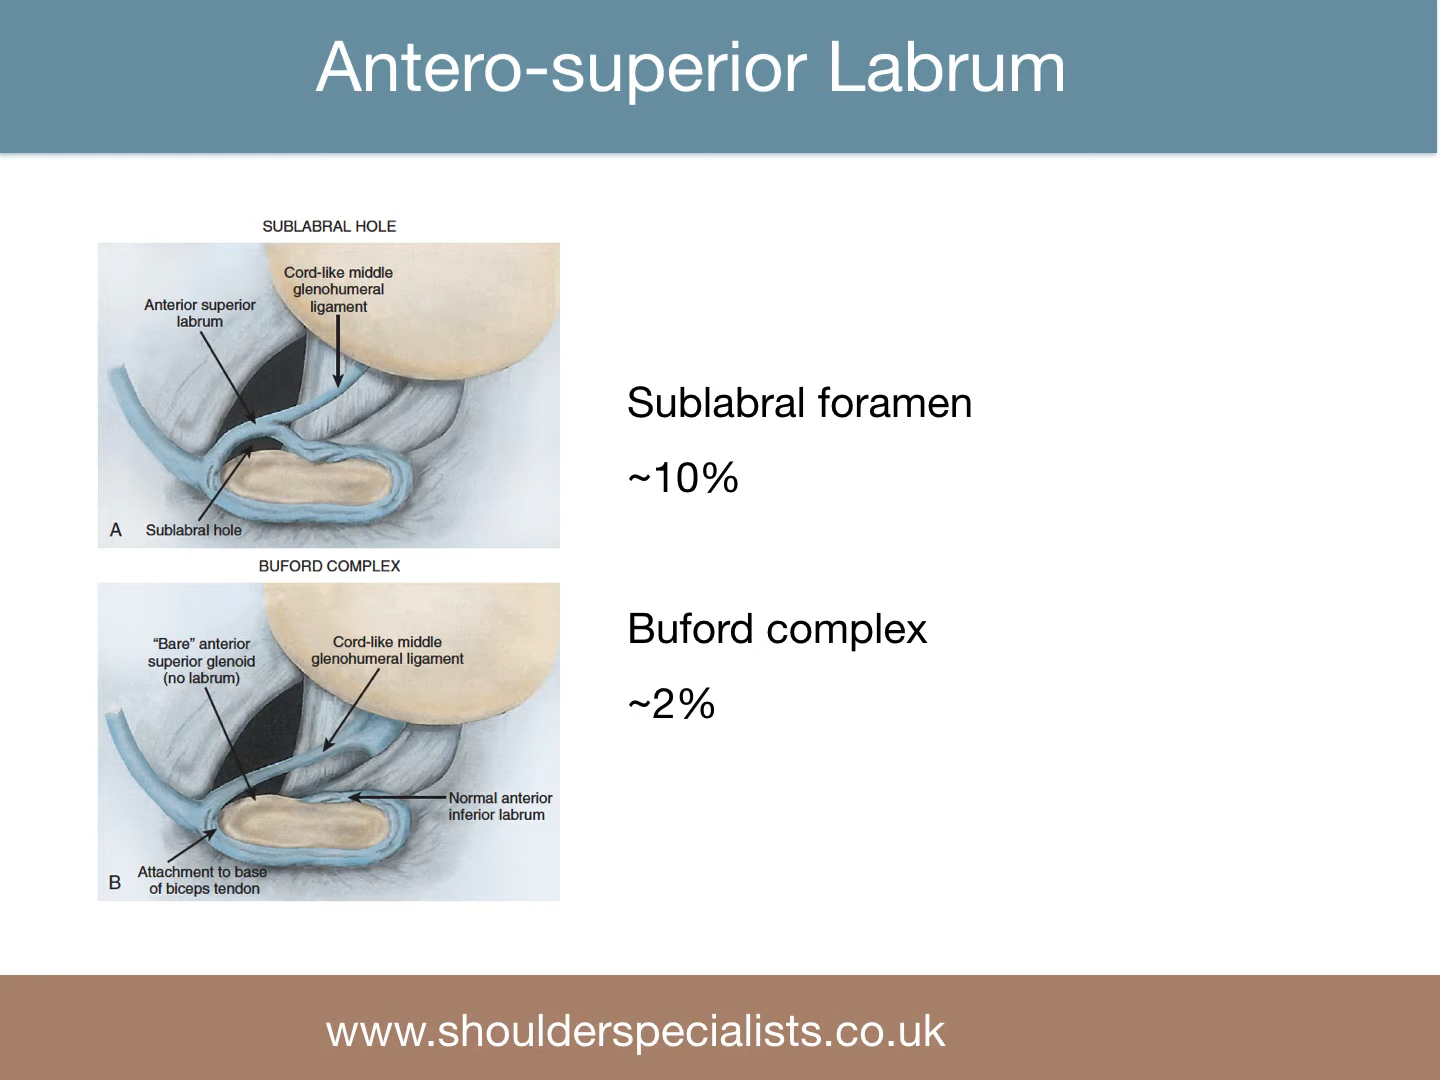 Antero-superior Labrum
SUBLABRAL HOLE
Cord-like middle
glenohumeral
ligament
Anterior superior
labrum
A
Sublabral hole
BUFORD COMPLEX
“Bare” anterior
superior glenoid
(no labrum)
Cord-like middle
glenohumeral ligament
Normal anterior
inferior labrum
B
Attachment to base
of biceps tendon
Sublabral foramen
~10%
Buford complex
~2%
www.shoulderspecialists.co.uk